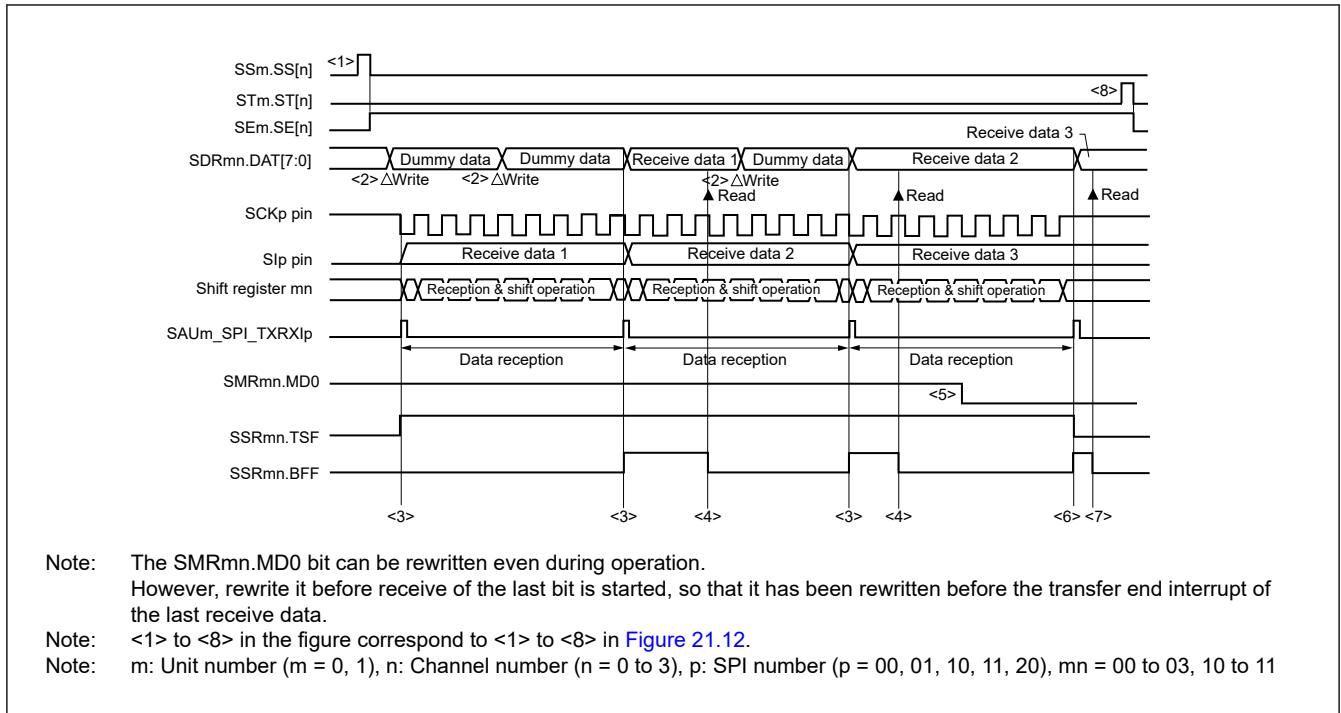 SSm.SS[n] <1>
STm.ST[n] <8>
SEm.SE[n]
Receive data 3
SDRmn.DAT[7:0] Dummy data Dummy data Receive data 1 Dummy data Receive data 2
<2> △Write <2> △Write <2> △Write
▲Read ▲Read ▲Read
SCKp pin
SIp pin Receive data 1 Receive data 2 Receive data 3
Shift register mn Reception & shift operation Reception & shift operation Reception & shift operation
SAUm_SPI_TXRXIp
Data reception Data reception Data reception
SMRmn.MD0
<5>
SSRmn.TSF
SSRmn.BFF
<3> <3> <4> <3> <4> <6> <7>
Note: The SMRmn.MD0 bit can be rewritten even during operation.
However, rewrite it before receive of the last bit is started, so that it has been rewritten before the transfer end interrupt of
the last receive data.
Note: <1> to <8> in the figure correspond to <1> to <8> in Figure 21.12.
Note: m: Unit number (m = 0, 1), n: Channel number (n = 0 to 3), p: SPI number (p = 00, 01, 10, 11, 20), mn = 00 to 03, 10 to 11